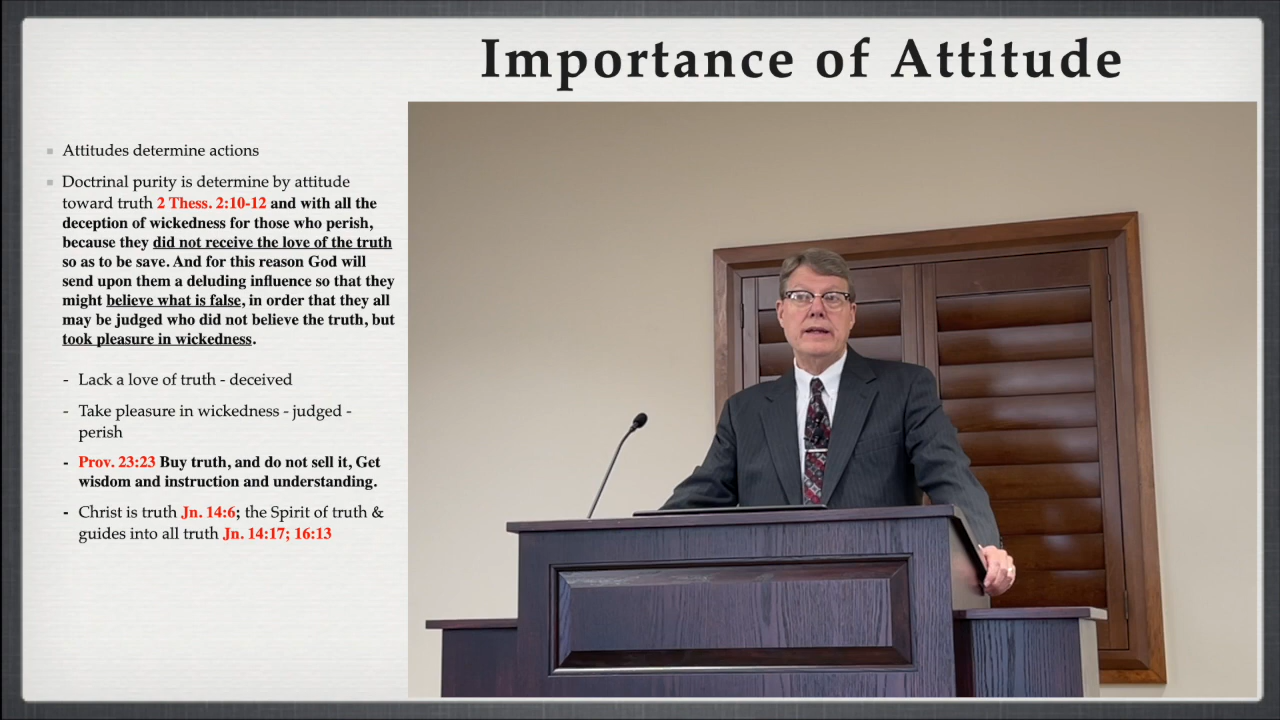 Importance of Attitude
Attitudes determine actions
Doctrinal purity is determine by attitude
toward truth 2 Thess. 2:10-12 and with all the
deception of wickedness for those who perish,
because they did not receive the love of the truth
so as to be save. And for this reason God will
send upon them a deluding influence so that they
might believe what is false, in order that they all
may be judged who did not believe the truth, but
took pleasure in wickedness.
- Lack a love of truth - deceived
- Take pleasure in wickedness - judged -
perish
- Prov. 23:23 Buy truth, and do not sell it, Get
wisdom and instruction and understanding.
- Christ is truth Jn. 14:6; the Spirit of truth &
guides into all truth Jn. 14:17; 16:13